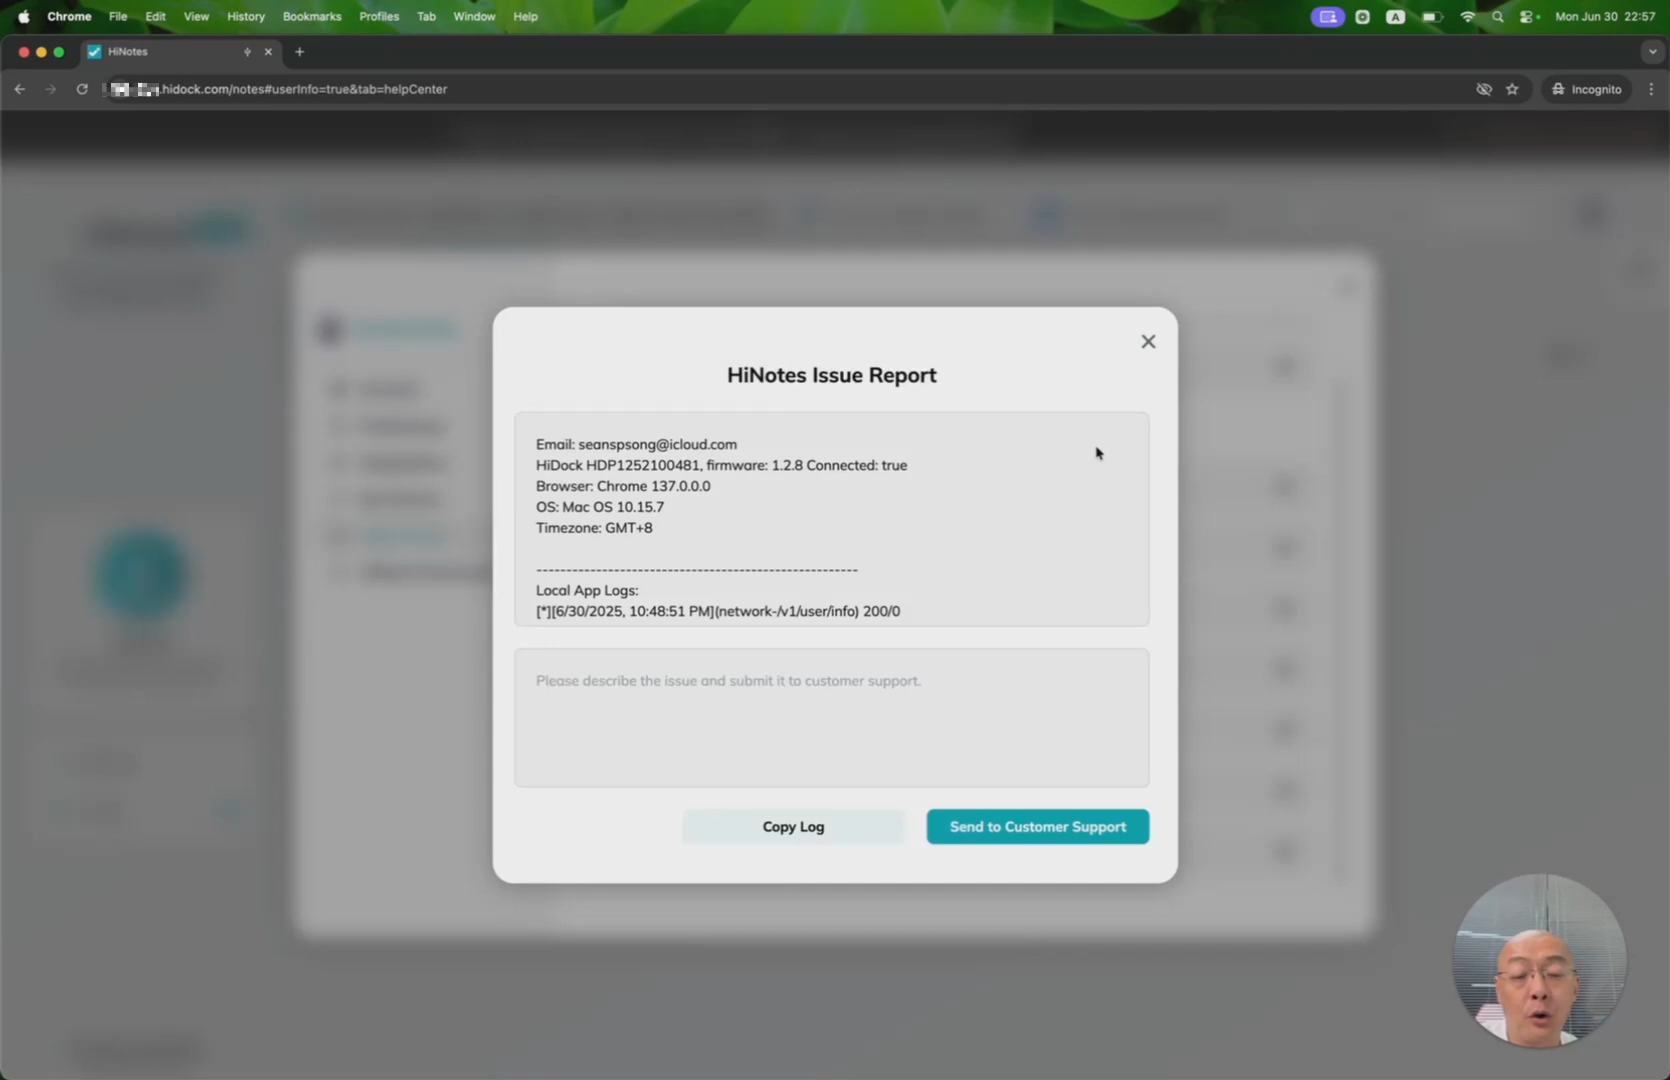 Chrome File Edit View History Bookmarks Profiles Tab Window Help A Mon Jun 30 22:57
HiNotes
.hidock.com/notes#userInfo=true&tab=helpCenter Incognito
HiNotes Issue Report
Email: seanspsong@icloud.com
HiDock HDP1252100481, firmware: 1.2.8 Connected: true
Browser: Chrome 137.0.0.0
OS: Mac OS 10.15.7
Timezone: GMT+8
------------------------------------------------------
Local App Logs:
[*][6/30/2025, 10:48:51 PM](network-/v1/user/info) 200/0
Please describe the issue and submit it to customer support.
Copy Log
Send to Customer Support